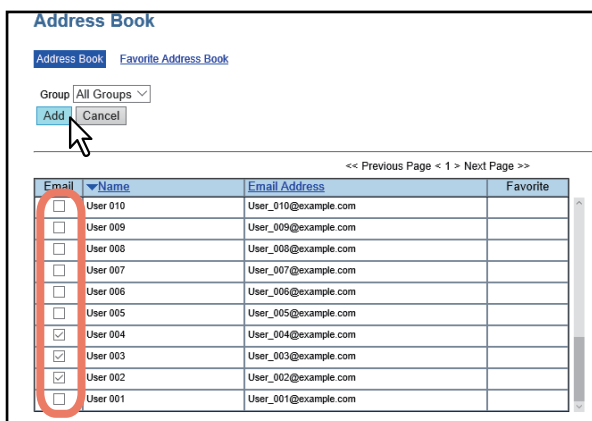 Address Book
Address Book Favorite Address Book
Group All Groups
Add Cancel
<< Previous Page < 1 > Next Page >>
Email Name Email Address Favorite
User 010 User_010@example.com
User 009 User_009@example.com
User 008 User_008@example.com
User 007 User_007@example.com
User 006 User_006@example.com
User 005 User_005@example.com
User 004 User_004@example.com
User 003 User_003@example.com
User 002 User_002@example.com
User 001 User_001@example.com